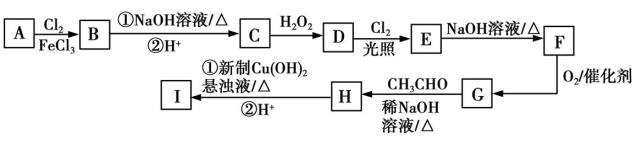 A Cl₂ FeCl₃ B ①NaOH溶液/△ ②H⁺ C H₂O₂ D Cl₂ 光照 E NaOH溶液/△ F
O₂/催化剂
I ①新制Cu(OH)₂ 悬浊液/△ ②H⁺ H CH₃CHO 稀NaOH 溶液/△ G